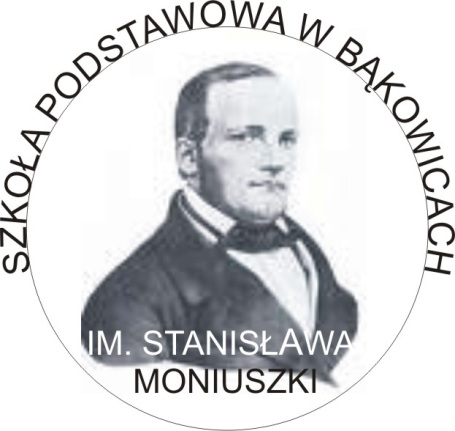 SZKOŁA PODSTAWOWA W BĄKOWICACH
IM. STANISŁAWA
MONIUSZKI